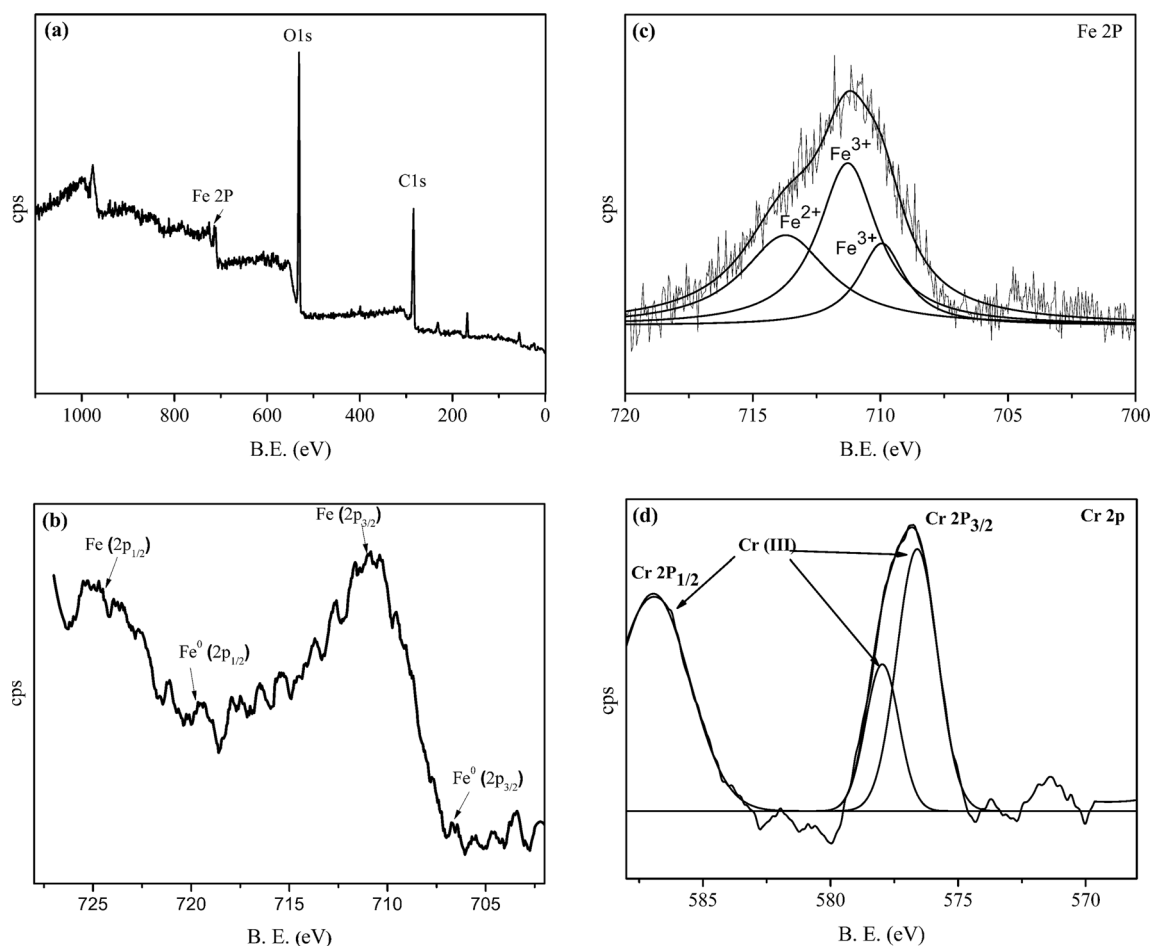 (a)
O1s
C1s
Fe 2P
cps
1000 800 600 400 200 0
B.E. (eV)
(c)
Fe 2P
Fe3+
Fe2+
Fe3+
cps
720 715 710 705 700
B.E. (eV)
(b)
Fe (2p1/2)
Fe (2p3/2)
Fe0 (2p1/2)
Fe0 (2p3/2)
cps
725 720 715 710 705
B. E. (eV)
(d)
Cr 2P3/2
Cr 2p
Cr (III)
Cr 2P1/2
cps
585 580 575 570
B. E. (eV)